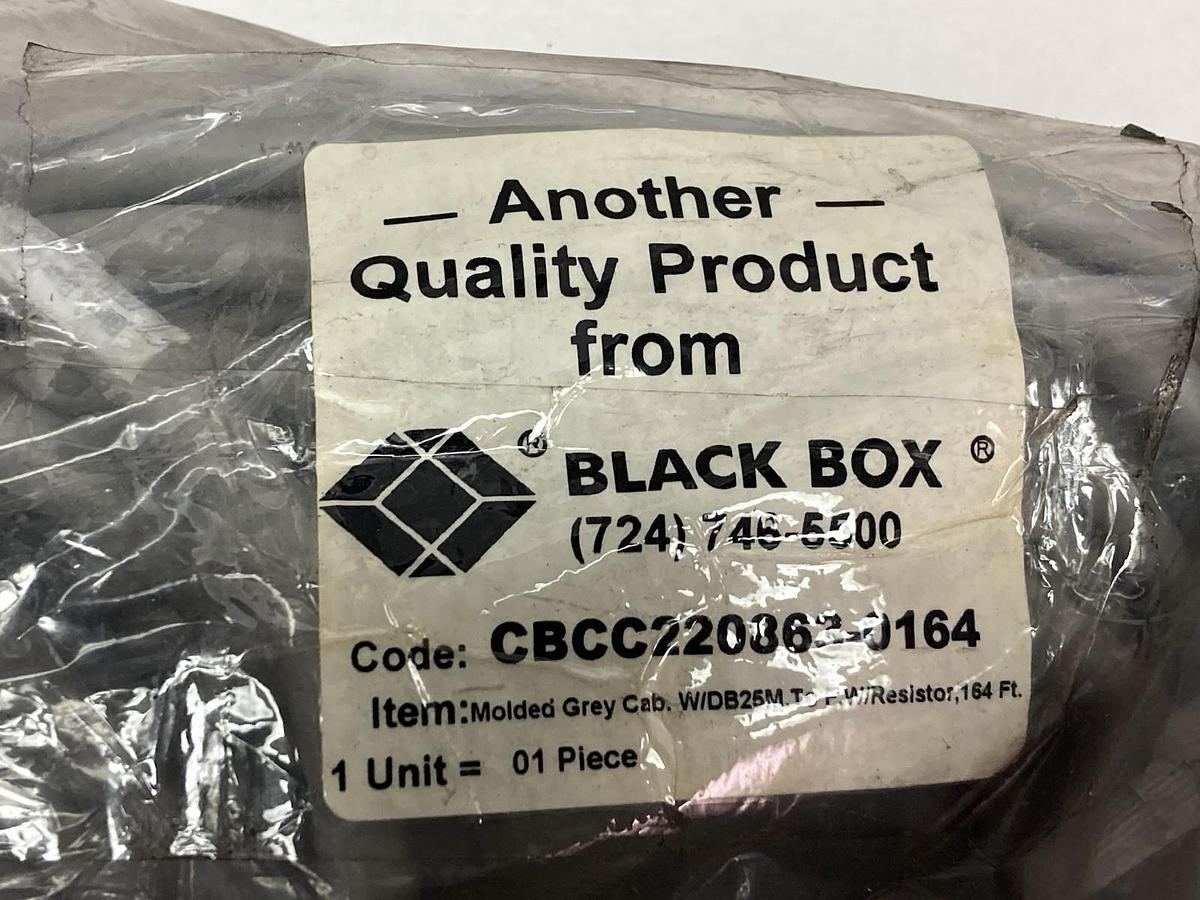 — Another —
Quality Product
from
® BLACK BOX ®
(724) 746-5500
Code: CBCC220862-0164
Item: Molded Grey Cab. W/DB25M To F.W/Resistor,164 Ft.
1 Unit = 01 Piece